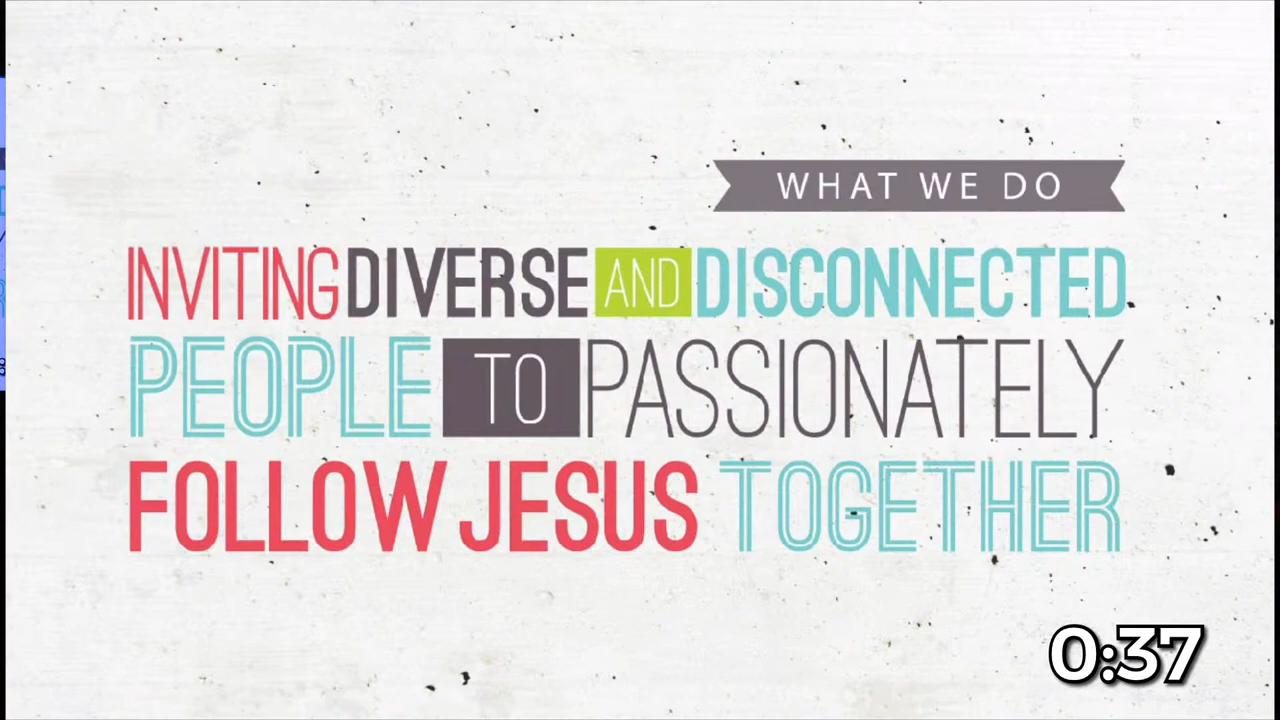 WHAT WE DO
INVITING DIVERSE AND DISCONNECTED
PEOPLE TO PASSIONATELY
FOLLOW JESUS TOGETHER
0:37